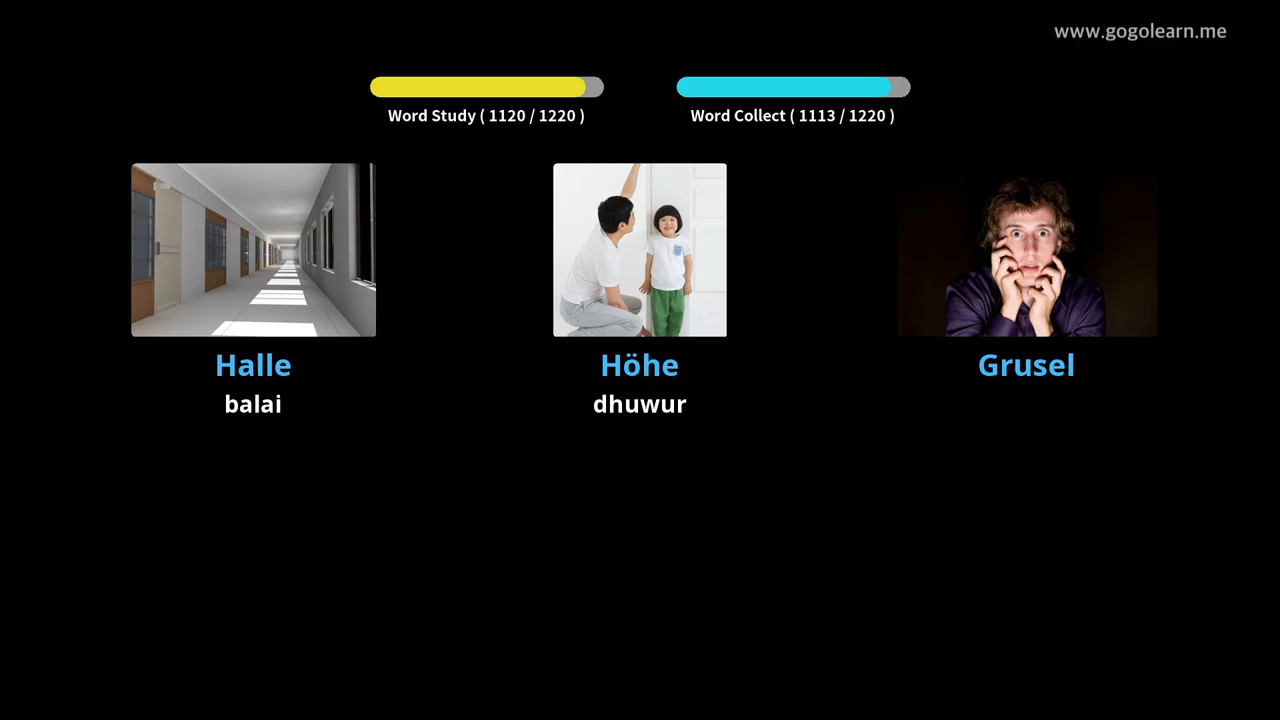 www.gogolearn.me
Word Study ( 1120 / 1220 )
Word Collect ( 1113 / 1220 )
Halle
balai
Höhe
dhuwur
Grusel